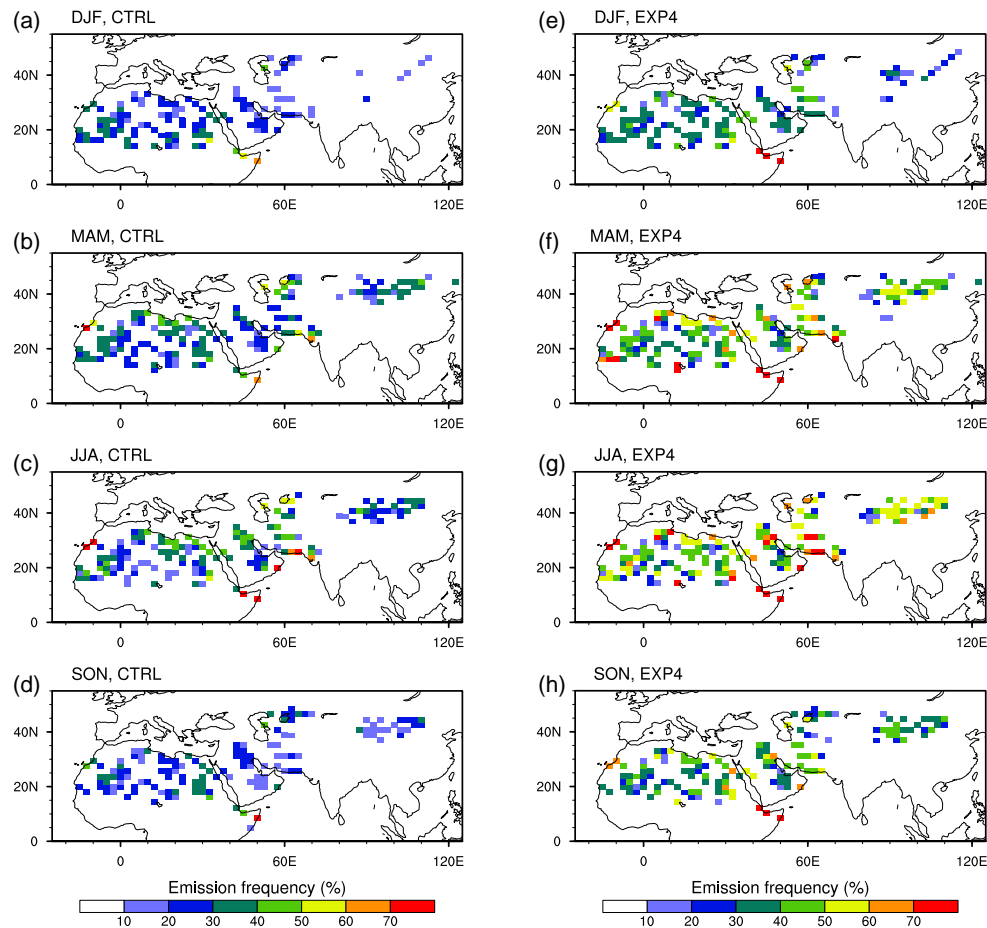 (a) DJF, CTRL
40N
20N
0
0 60E 120E
(e) DJF, EXP4
40N
20N
0
0 60E 120E
(b) MAM, CTRL
40N
20N
0
0 60E 120E
(f) MAM, EXP4
40N
20N
0
0 60E 120E
(c) JJA, CTRL
40N
20N
0
0 60E 120E
(g) JJA, EXP4
40N
20N
0
0 60E 120E
(d) SON, CTRL
40N
20N
0
0 60E 120E
(h) SON, EXP4
40N
20N
0
0 60E 120E
Emission frequency (%)
10 20 30 40 50 60 70
Emission frequency (%)
10 20 30 40 50 60 70